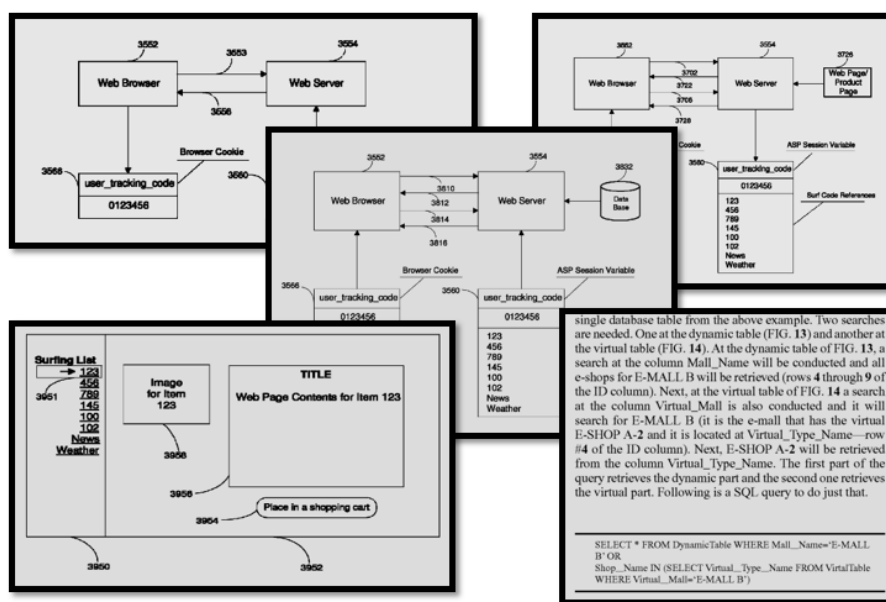 3552
3553
3554
Web Browser
Web Server
3556
3568
Browser Cookie
3560
user_tracking_code
0123456
3554
3702
3722
3705
3728
3725
Web Browser
Web Server
Web Page/
Product
Page
Cookie
3580
ASP Session Variable
user_tracking_code
0123456
Surf Code References
123
456
789
145
100
102
News
Weather
3552
3554
3832
Web Browser
Web Server
3810
3812
3814
3816
Data
Base
3566
Browser Cookie
3560
ASP Session Variable
user_tracking_code
0123456
user_tracking_code
0123456
123
456
789
145
100
102
News
Weather
Surfing List
123
3951
456
789
145
100
102
News
Weather
Image
for Item
123
3958
TITLE
Web Page Contents for Item 123
3956
3954
Place in a shopping cart
3950
3952
single database table from the above example. Two searches
are needed. One at the dynamic table (FIG. 13) and another at
the virtual table (FIG. 14). At the dynamic table of FIG. 13, a
search at the column Mall_Name will be conducted and all
e-shops for E-MALL B will be retrieved (rows 4 through 9 of
the ID column). Next, at the virtual table of FIG. 14 a search
at the column Virtual_Mall is also conducted and it will
search for E-MALL B (it is the e-mall that has the virtual
E-SHOP A-2 and it is located at Virtual_Type_Name—row
#4 of the ID column). Next, E-SHOP A-2 will be retrieved
from the column Virtual_Type_Name. The first part of the
query retrieves the dynamic part and the second one retrieves
the virtual part. Following is a SQL query to do just that.
SELECT * FROM DynamicTable WHERE Mall_Name='E-MALL
B' OR
Shop_Name IN (SELECT Virtual_Type_Name FROM VirtalTable
WHERE Virtual_Mall='E-MALL B')